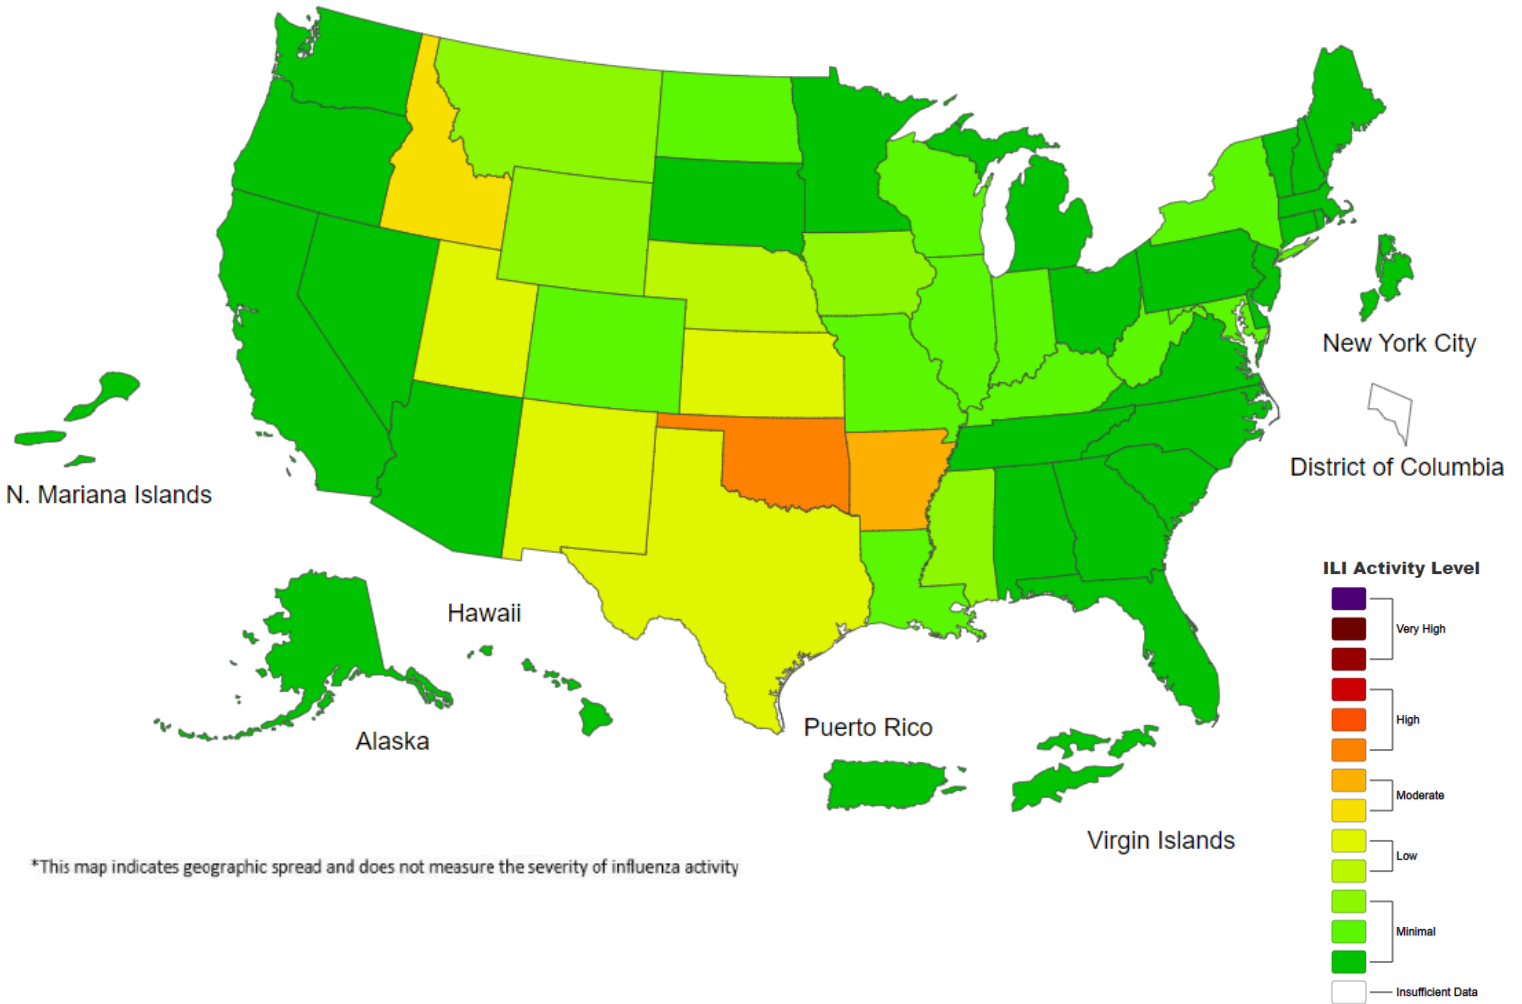 New York City
District of Columbia
N. Mariana Islands
Hawaii
Alaska
Puerto Rico
Virgin Islands
ILI Activity Level
Very High
High
Moderate
Low
Minimal
Insufficient Data
*This map indicates geographic spread and does not measure the severity of influenza activity